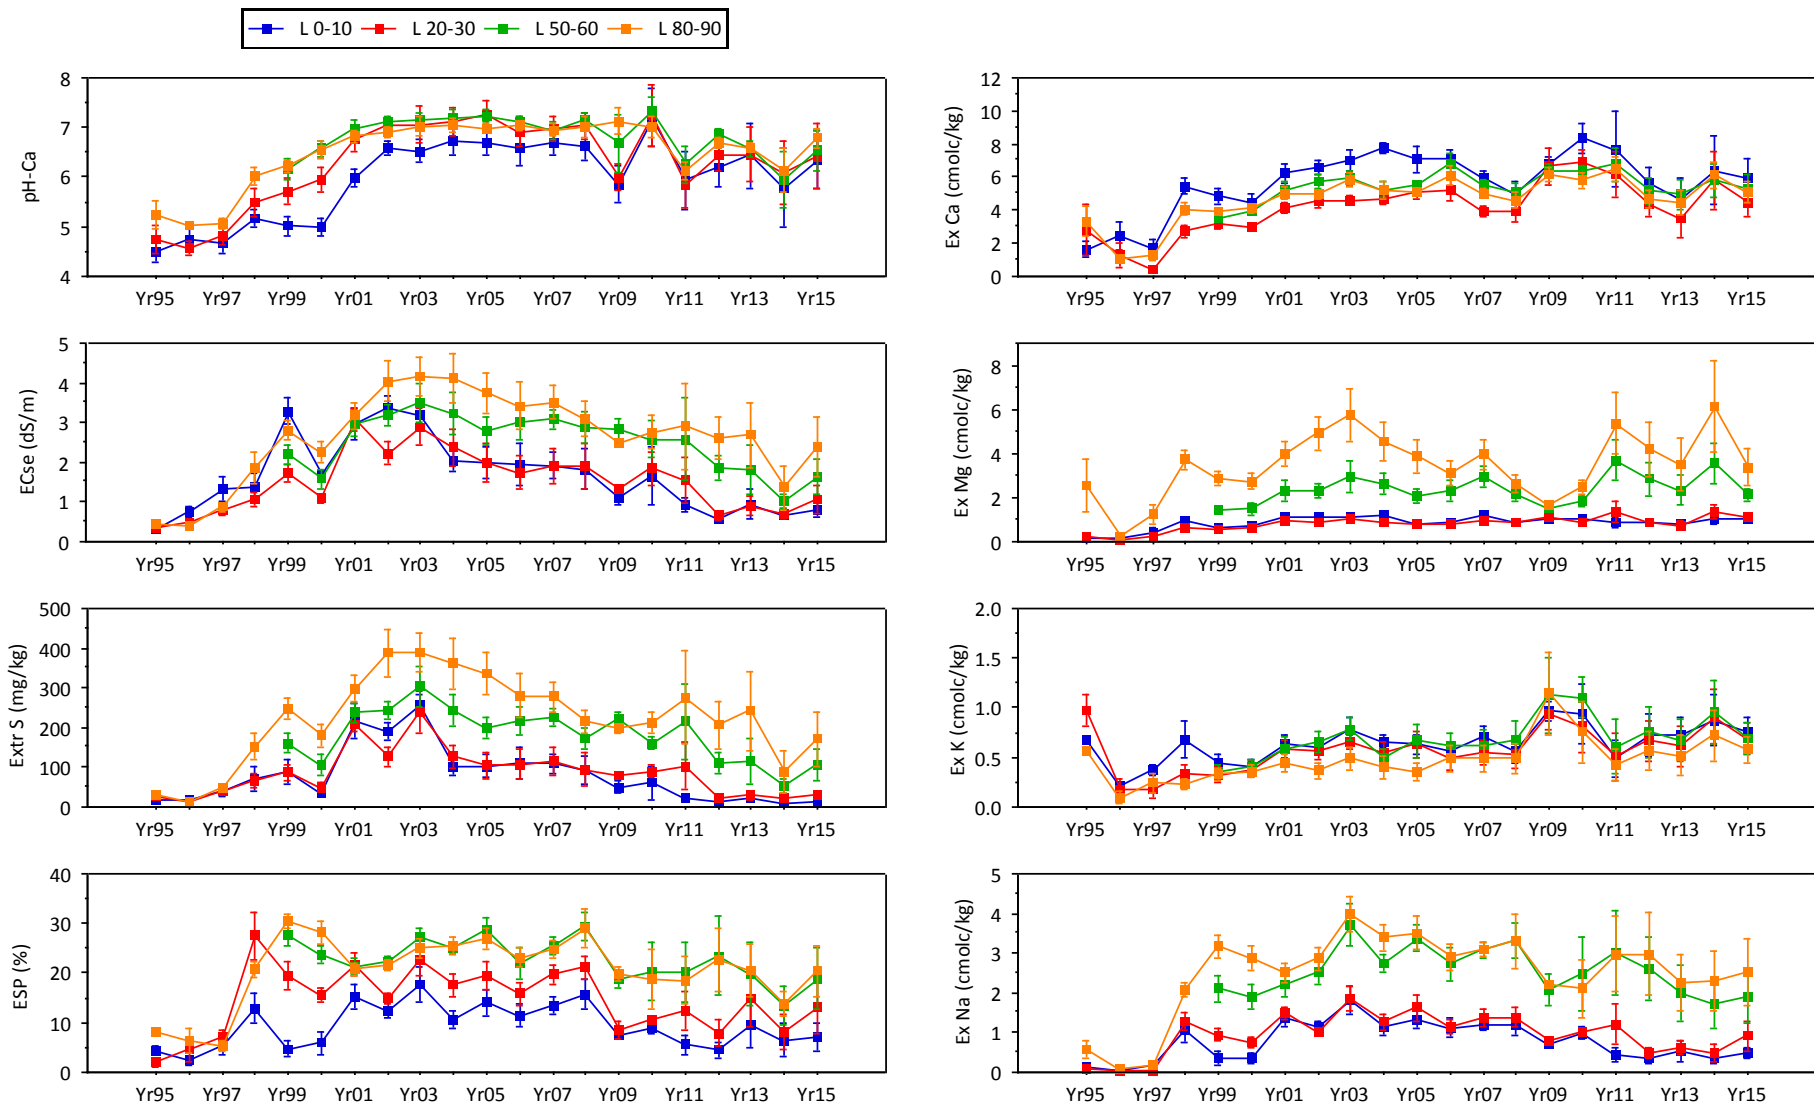 L 0-10 L 20-30 L 50-60 L 80-90
pH-Ca
8
7
6
5
4
Yr95 Yr97 Yr99 Yr01 Yr03 Yr05 Yr07 Yr09 Yr11 Yr13 Yr15
Ex Ca (cmolc/kg)
12
10
8
6
4
2
0
Yr95 Yr97 Yr99 Yr01 Yr03 Yr05 Yr07 Yr09 Yr11 Yr13 Yr15
ECse (dS/m)
5
4
3
2
1
0
Yr95 Yr97 Yr99 Yr01 Yr03 Yr05 Yr07 Yr09 Yr11 Yr13 Yr15
Ex Mg (cmolc/kg)
8
6
4
2
0
Yr95 Yr97 Yr99 Yr01 Yr03 Yr05 Yr07 Yr09 Yr11 Yr13 Yr15
Extr S (mg/kg)
500
400
300
200
100
0
Yr95 Yr97 Yr99 Yr01 Yr03 Yr05 Yr07 Yr09 Yr11 Yr13 Yr15
Ex K (cmolc/kg)
2.0
1.5
1.0
0.5
0.0
Yr95 Yr97 Yr99 Yr01 Yr03 Yr05 Yr07 Yr09 Yr11 Yr13 Yr15
ESP (%)
40
30
20
10
0
Yr95 Yr97 Yr99 Yr01 Yr03 Yr05 Yr07 Yr09 Yr11 Yr13 Yr15
Ex Na (cmolc/kg)
5
4
3
2
1
0
Yr95 Yr97 Yr99 Yr01 Yr03 Yr05 Yr07 Yr09 Yr11 Yr13 Yr15